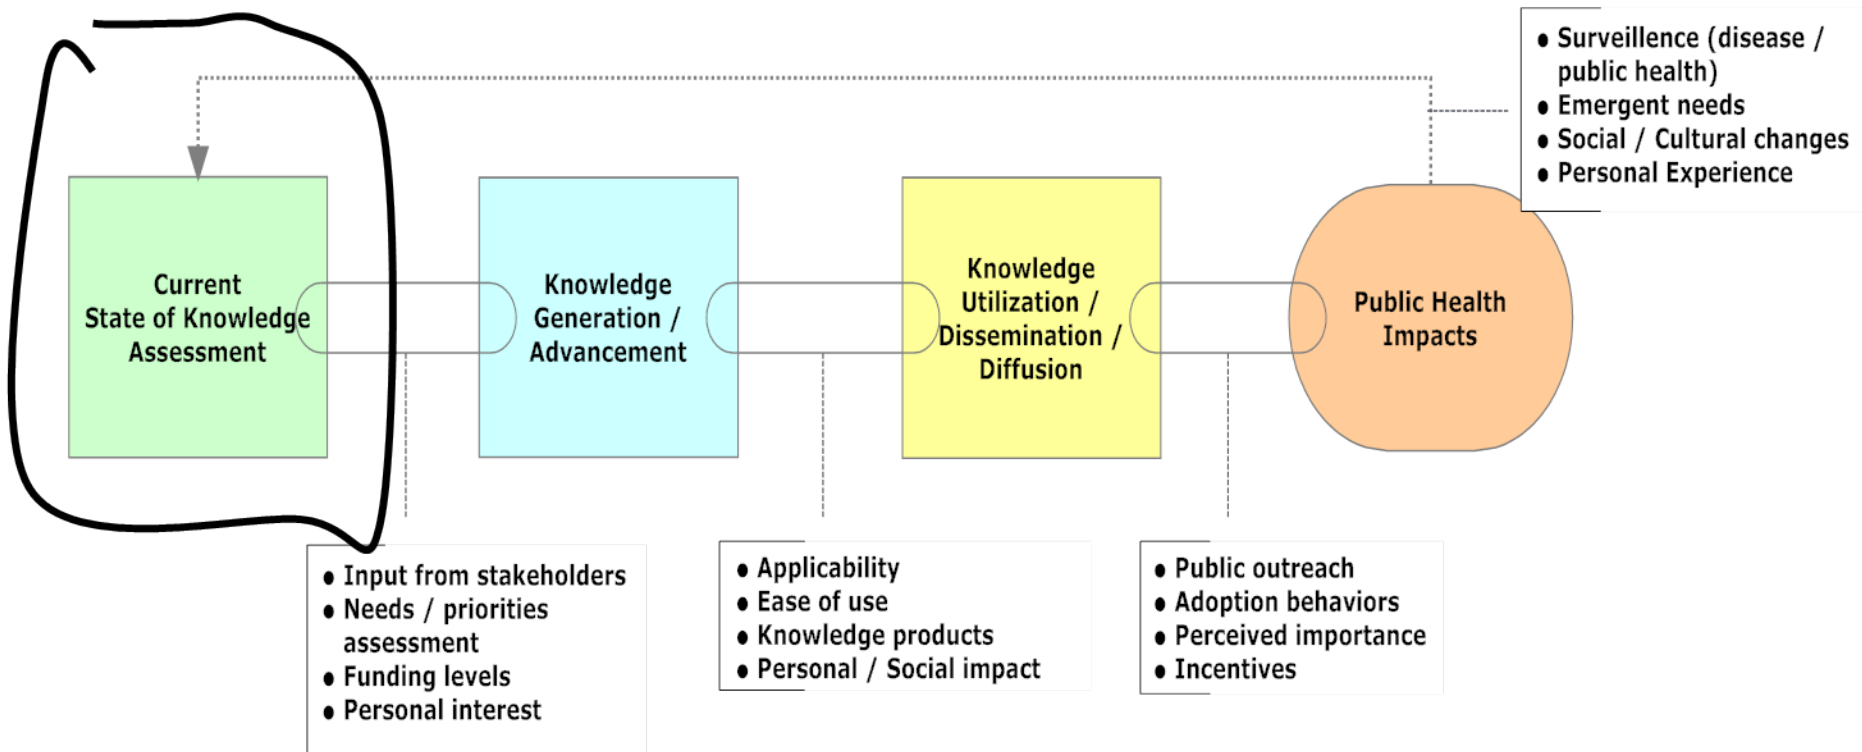 Current
State of Knowledge
Assessment
Knowledge
Generation /
Advancement
Knowledge
Utilization /
Dissemination /
Diffusion
Public Health
Impacts
● Surveillence (disease /
public health)
● Emergent needs
● Social / Cultural changes
● Personal Experience
● Input from stakeholders
● Needs / priorities
assessment
● Funding levels
● Personal interest
● Applicability
● Ease of use
● Knowledge products
● Personal / Social impact
● Public outreach
● Adoption behaviors
● Perceived importance
● Incentives